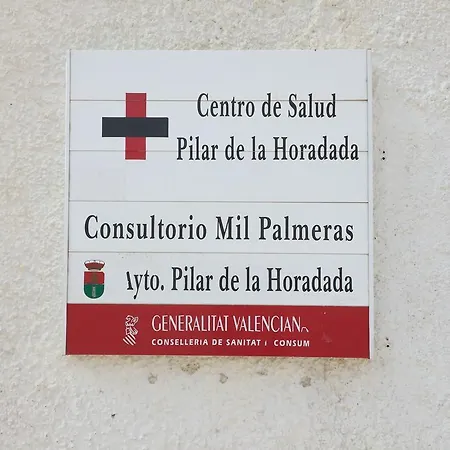 Centro de Salud
Pilar de la Horadada
Consultorio Mil Palmeras
Ayto. Pilar de la Horadada
GENERALITAT VALENCIAN
CONSELLERIA DE SANITAT I CONSUM